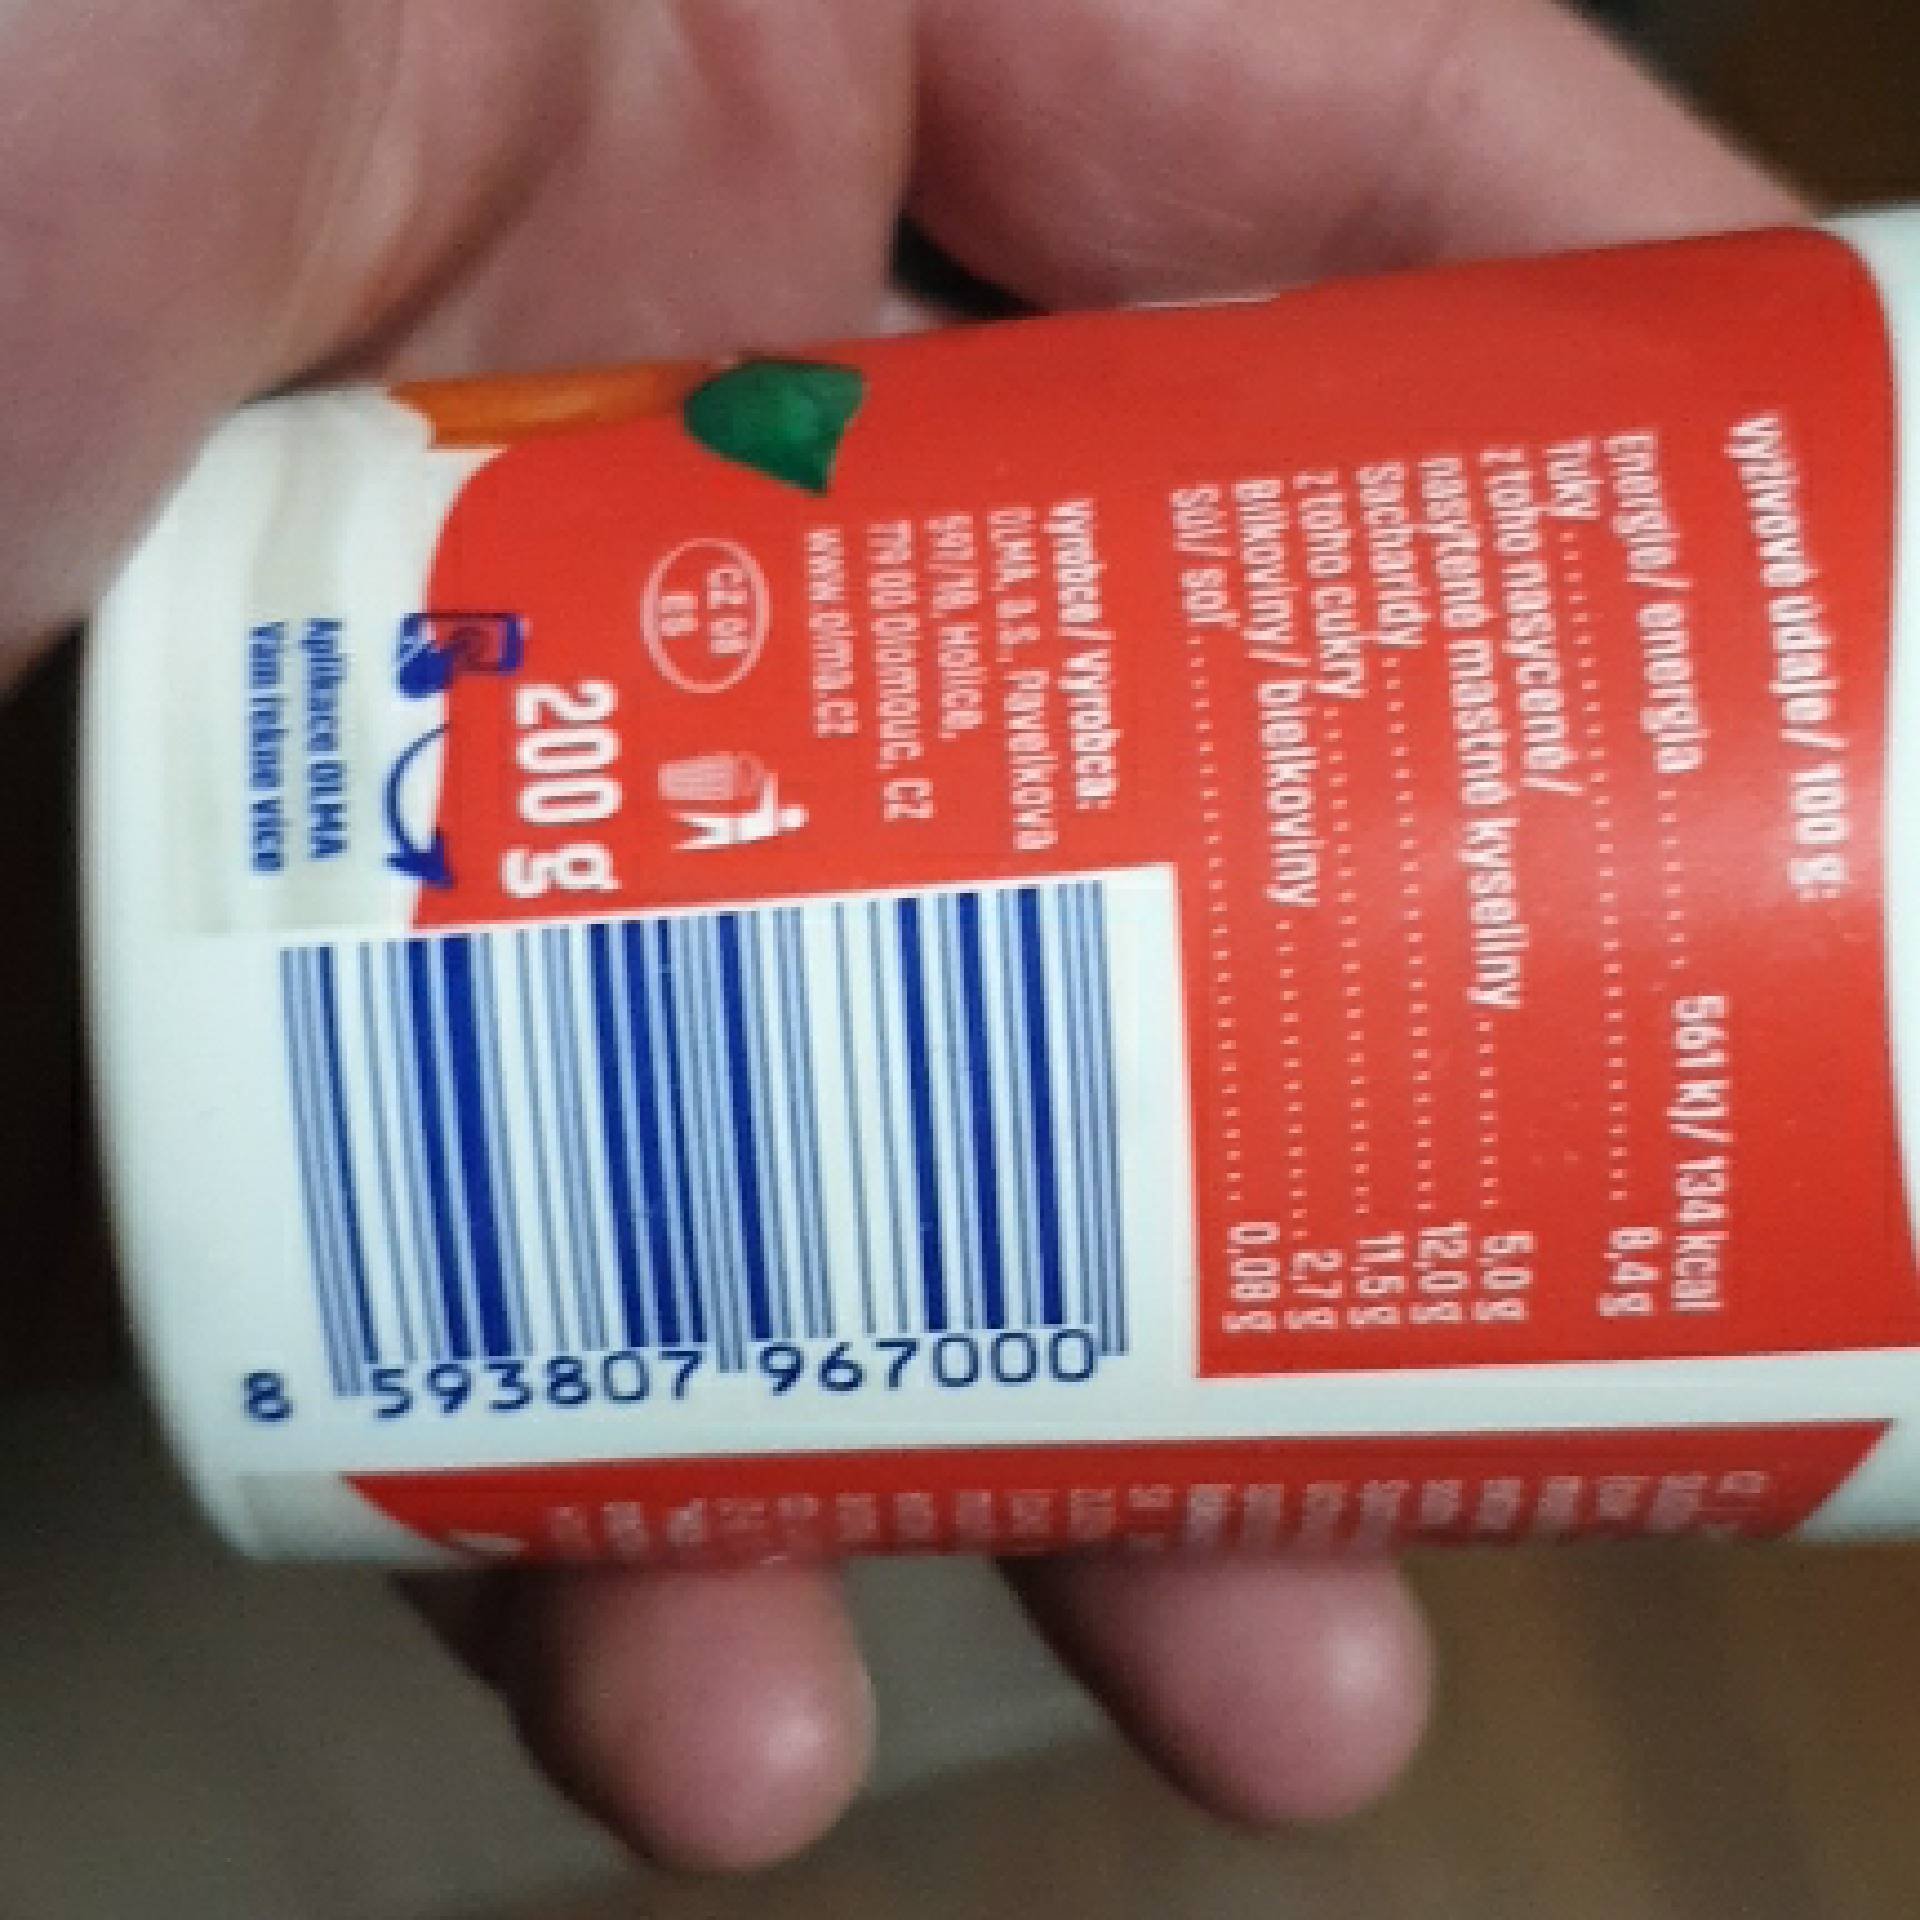 Výživové údaje/ 100 g:
Energie/ energia ........ 561 kJ/ 134 kcal
Tuky ........ 8,4 g
z toho nasycené/
nasýtené mastné kyseliny ........ 5,0 g
Sacharidy ........ 12,0 g
z toho cukry ........ 11,5 g
Bílkoviny/ bielkoviny ........ 2,7 g
Sůl/ soľ ........ 0,08 g
Výrobce/ Výrobca:
OLMA, a.s., Pavelkova
597/18, Holice,
779 00 Olomouc, CZ
www.olma.cz
CZ 08
200 g
Aplikace OLMA
Vám řekne více
8 593807 967000